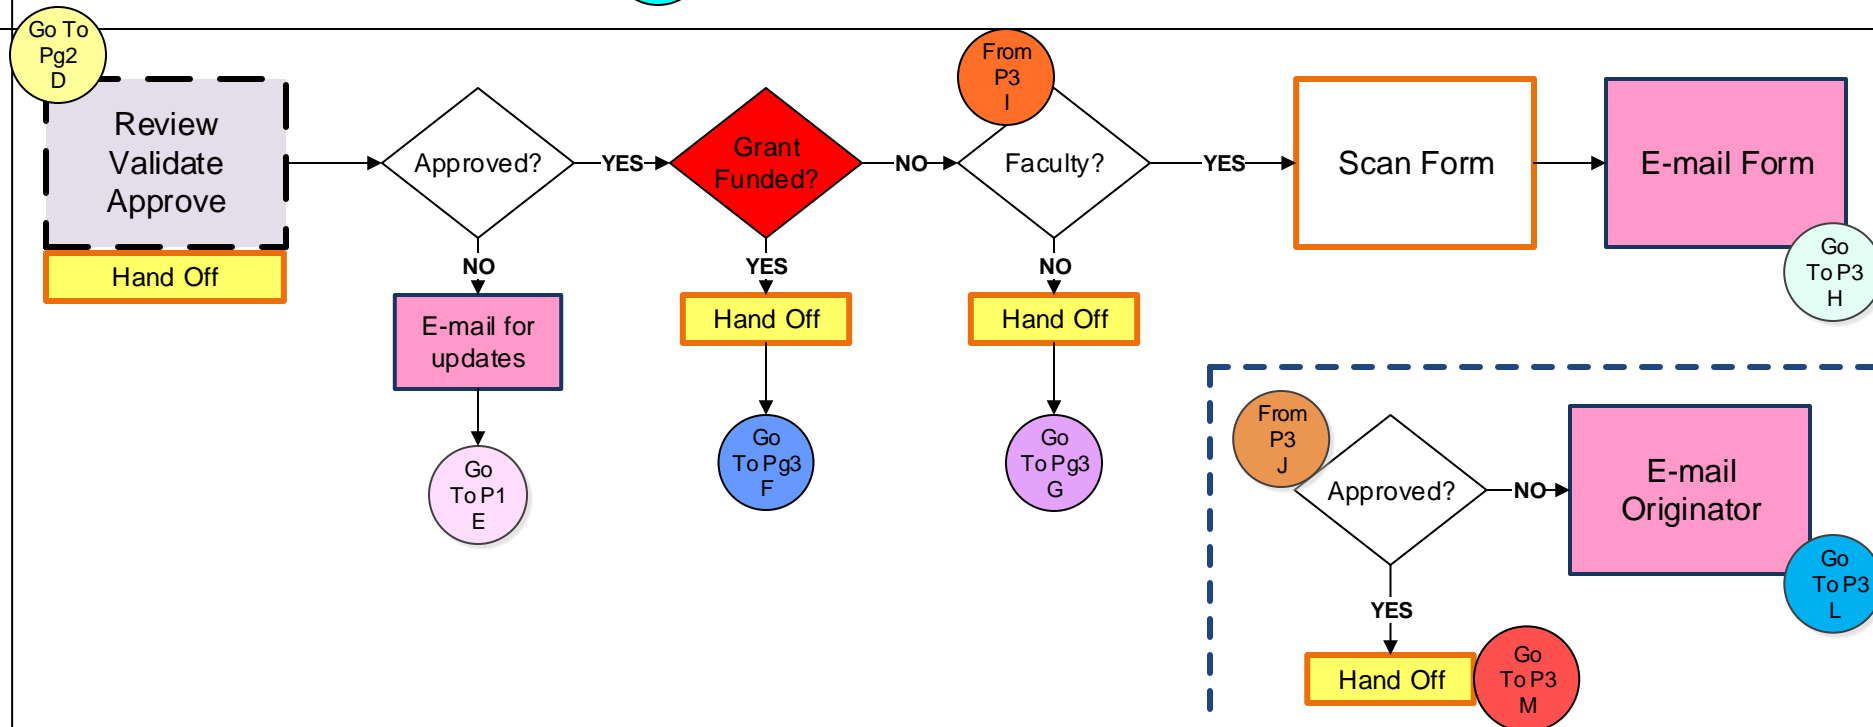 Go To
Pg2
D
Review
Validate
Approve
Hand Off
Approved?
YES
NO
E-mail for
updates
Go
To P1
E
Grant
Funded?
NO
YES
Hand Off
Go
To Pg3
F
From
P3
I
Faculty?
YES
NO
Hand Off
Go
To Pg3
G
Scan Form
E-mail Form
Go
To P3
H
From
P3
J
Approved?
NO
E-mail
Originator
Go
To P3
L
YES
Hand Off
Go
To P3
M